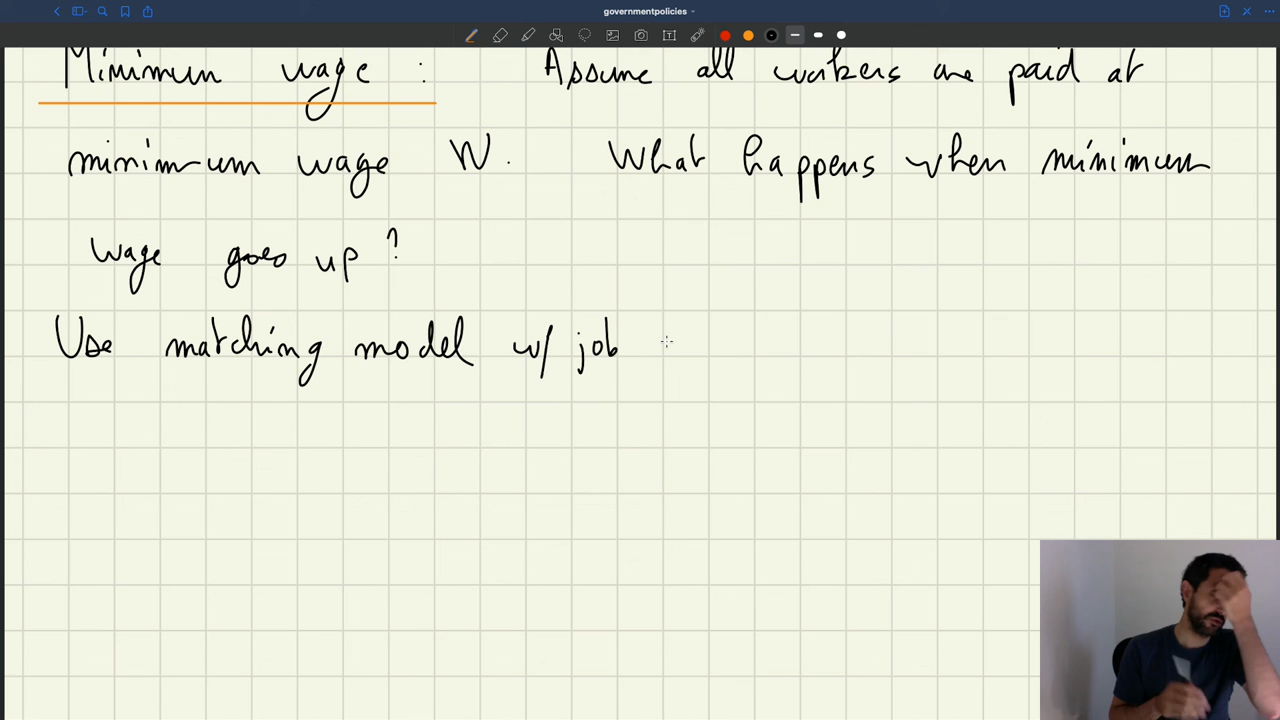 governmentpolicies
Minimum wage : Assume all workers are paid at
minimum wage W. What happens when minimum
wage goes up ?
Use matching model w/ job